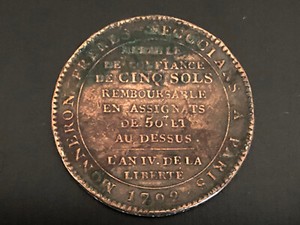 MONNERON FRERES NEGOCIANS A PARIS
MEDAILLE
DE CONFIANCE
DE CINQ SOLS
REMBOURSABLE
EN ASSIGNATS
DE 50 L ET
AU DESSUS.
L'AN IV. DE LA
LIBERTÉ
1792